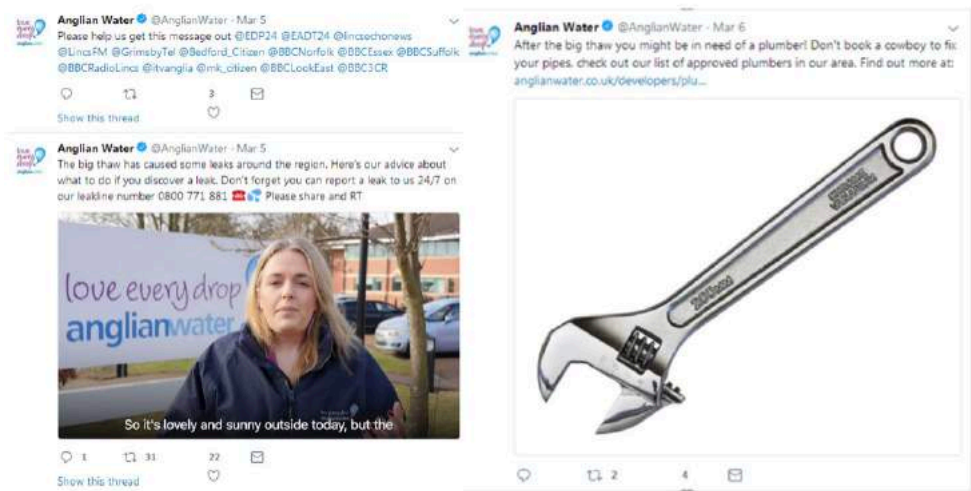 Anglian Water @AnglianWater · Mar 5
Please help us get this message out @EDP24 @EADT24 @lincsechonews
@LincsFM @GrimsbyTel @Bedford_Citizen @BBCNorfolk @BBCEssex @BBCSuffolk
@BBCRadioLincs @itvanglia @mk_citizen @BBCLookEast @BBC3CR
3
Show this thread
Anglian Water @AnglianWater · Mar 5
The big thaw has caused some leaks around the region. Here's our advice about
what to do if you discover a leak. Don't forget you can report a leak to us 24/7 on
our leakline number 0800 771 881 ☎️💦 Please share and RT
love every drop
anglianwater
So it's lovely and sunny outside today, but the
1 31 22
Show this thread
Anglian Water @AnglianWater · Mar 6
After the big thaw you might be in need of a plumber! Don't book a cowboy to fix
your pipes, check out our list of approved plumbers in our area. Find out more at:
anglianwater.co.uk/developers/plu...
200mm
2 4